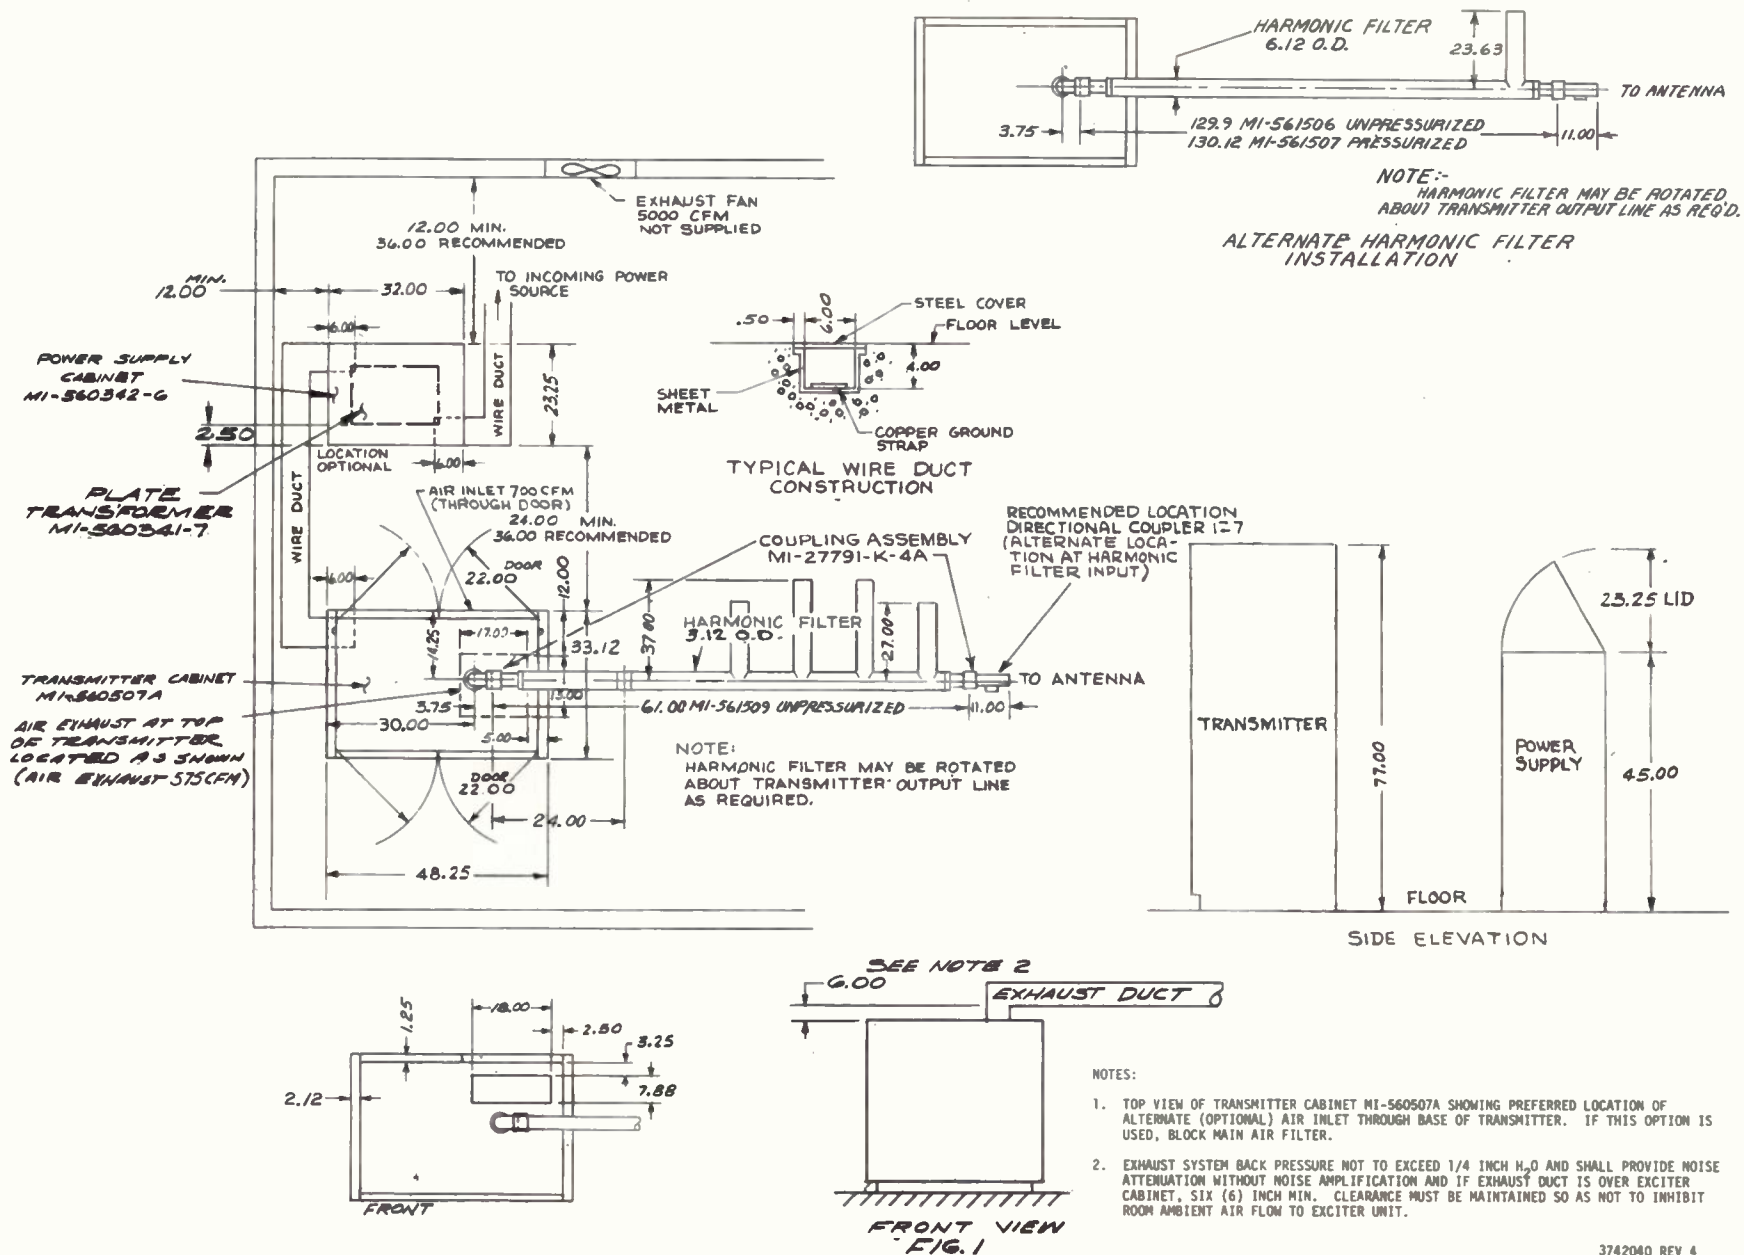 HARMONIC FILTER
6.12 O.D.
23.63
TO ANTENNA
3.75
129.9 MI-561506 UNPRESSURIZED
130.12 MI-561507 PRESSURIZED
11.00
NOTE:-
HARMONIC FILTER MAY BE ROTATED
ABOUT TRANSMITTER OUTPUT LINE AS REQ'D.
ALTERNATE HARMONIC FILTER
INSTALLATION
EXHAUST FAN
5000 CFM
NOT SUPPLIED
12.00 MIN.
36.00 RECOMMENDED
TO INCOMING POWER
SOURCE
MIN.
12.00
32.00
6.00
POWER SUPPLY
CABINET
MI-560342-6
2.50
WIRE DUCT
23.25
LOCATION
OPTIONAL
6.00
PLATE
TRANSFORMER
MI-560341-7
WIRE DUCT
STEEL COVER
.50
6.00
FLOOR LEVEL
4.00
SHEET
METAL
COPPER GROUND
STRAP
TYPICAL WIRE DUCT
CONSTRUCTION
AIR INLET 700 CFM
(THROUGH DOOR)
24.00 MIN.
36.00 RECOMMENDED
DOOR
22.00
12.00
6.00
COUPLING ASSEMBLY
MI-27791-K-4A
RECOMMENDED LOCATION
DIRECTIONAL COUPLER 1Z7
(ALTERNATE LOCA-
TION AT HARMONIC
FILTER INPUT)
14.25
17.00
33.12
37.00
HARMONIC FILTER
3.12 O.D.
27.00
TO ANTENNA
TRANSMITTER CABINET
MI-560507A
13.00
3.75
61.00 MI-561509 UNPRESSURIZED
11.00
30.00
5.00
AIR EXHAUST AT TOP
OF TRANSMITTER
LOCATED AS SHOWN
(AIR EXHAUST 575 CFM)
NOTE:
HARMONIC FILTER MAY BE ROTATED
ABOUT TRANSMITTER OUTPUT LINE
AS REQUIRED.
DOOR
22.00
24.00
48.25
TRANSMITTER
77.00
23.25 LID
POWER
SUPPLY
45.00
FLOOR
SIDE ELEVATION
1.25
18.00
2.50
3.25
7.88
2.12
FRONT
SEE NOTE 2
6.00
EXHAUST DUCT
FRONT VIEW
FIG. 1
NOTES:
1. TOP VIEW OF TRANSMITTER CABINET MI-560507A SHOWING PREFERRED LOCATION OF
ALTERNATE (OPTIONAL) AIR INLET THROUGH BASE OF TRANSMITTER. IF THIS OPTION IS
USED, BLOCK MAIN AIR FILTER.
2. EXHAUST SYSTEM BACK PRESSURE NOT TO EXCEED 1/4 INCH H2O AND SHALL PROVIDE NOISE
ATTENUATION WITHOUT NOISE AMPLIFICATION AND IF EXHAUST DUCT IS OVER EXCITER
CABINET, SIX (6) INCH MIN. CLEARANCE MUST BE MAINTAINED SO AS NOT TO INHIBIT
ROOM AMBIENT AIR FLOW TO EXCITER UNIT.
3742040 REV 4